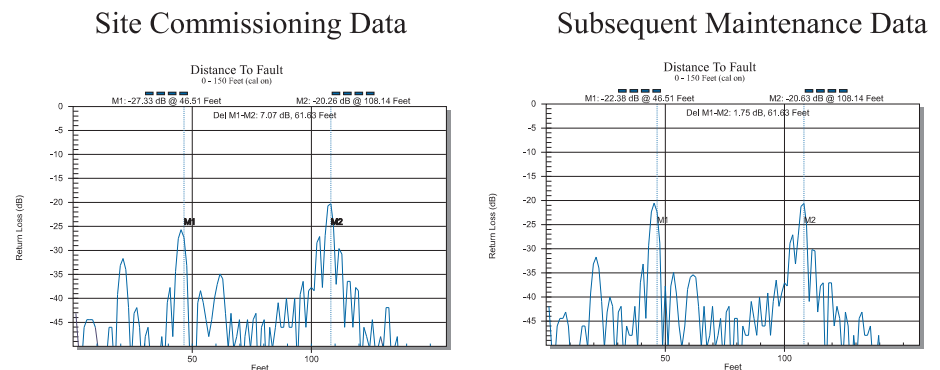 Site Commissioning Data
Distance To Fault
0 - 150 Feet (cal on)
M1: -27.33 dB @ 46.51 Feet M2: -20.26 dB @ 108.14 Feet
Del M1-M2: 7.07 dB, 61.63 Feet
0
-5
-10
-15
-20
-25
-30
-35
-40
-45
Return Loss (dB)
M1
M2
50
100
Feet
Subsequent Maintenance Data
Distance To Fault
0 - 150 Feet (cal on)
M1: -22.38 dB @ 46.51 Feet M2: -20.63 dB @ 108.14 Feet
Del M1-M2: 1.75 dB, 61.63 Feet
0
-5
-10
-15
-20
-25
-30
-35
-40
-45
Return Loss (dB)
M1
M2
50
100
Feet